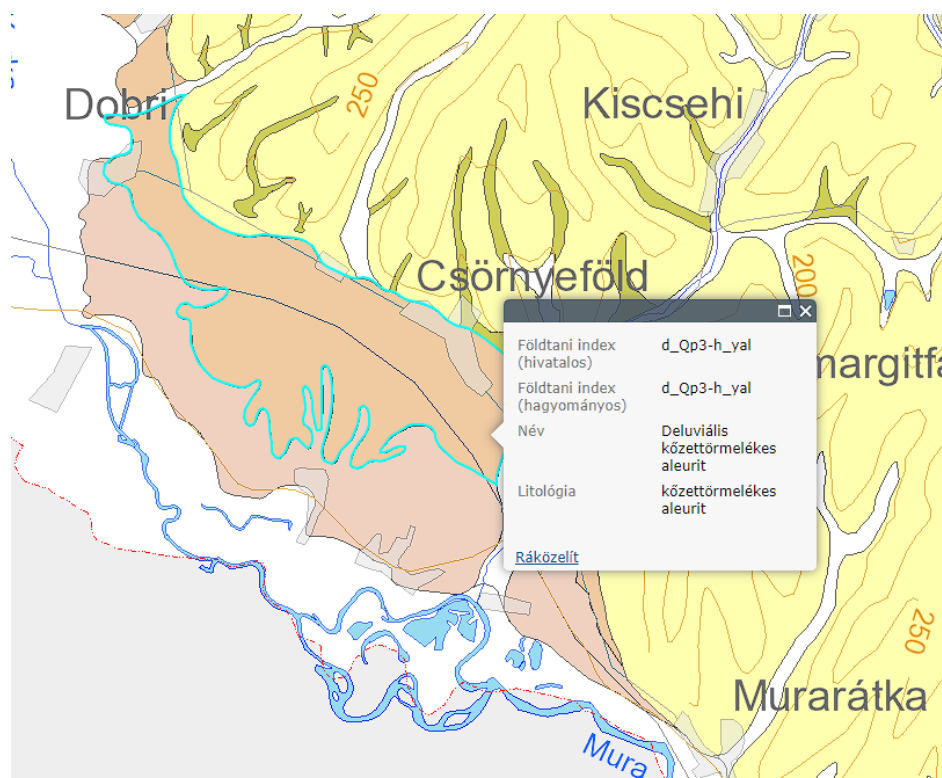 Dobri
250
Kiscsehi
Csörnyeföld
200
Földtani index
(hivatalos)
d_Qp3-h_yal
Földtani index
(hagyományos)
d_Qp3-h_yal
Név
Deluviális
kőzettörmelékes
aleurit
Litológia
kőzettörmelékes
aleurit
Ráközelít
margitfa
250
Murarátka
Mura